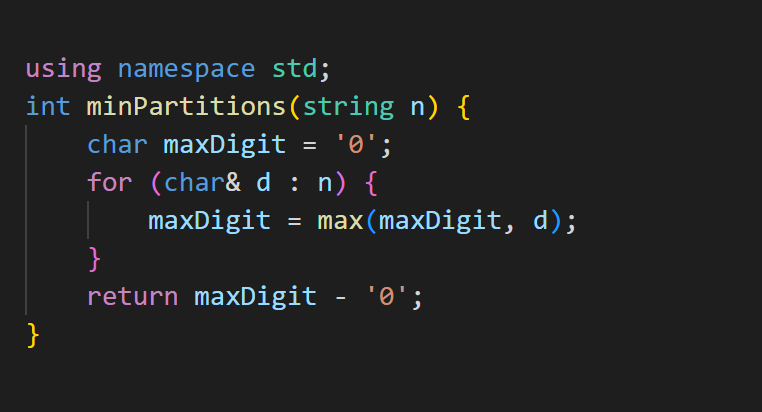 using namespace std;
int minPartitions(string n) {
    char maxDigit = '0';
    for (char& d : n) {
        maxDigit = max(maxDigit, d);
    }
    return maxDigit - '0';
}